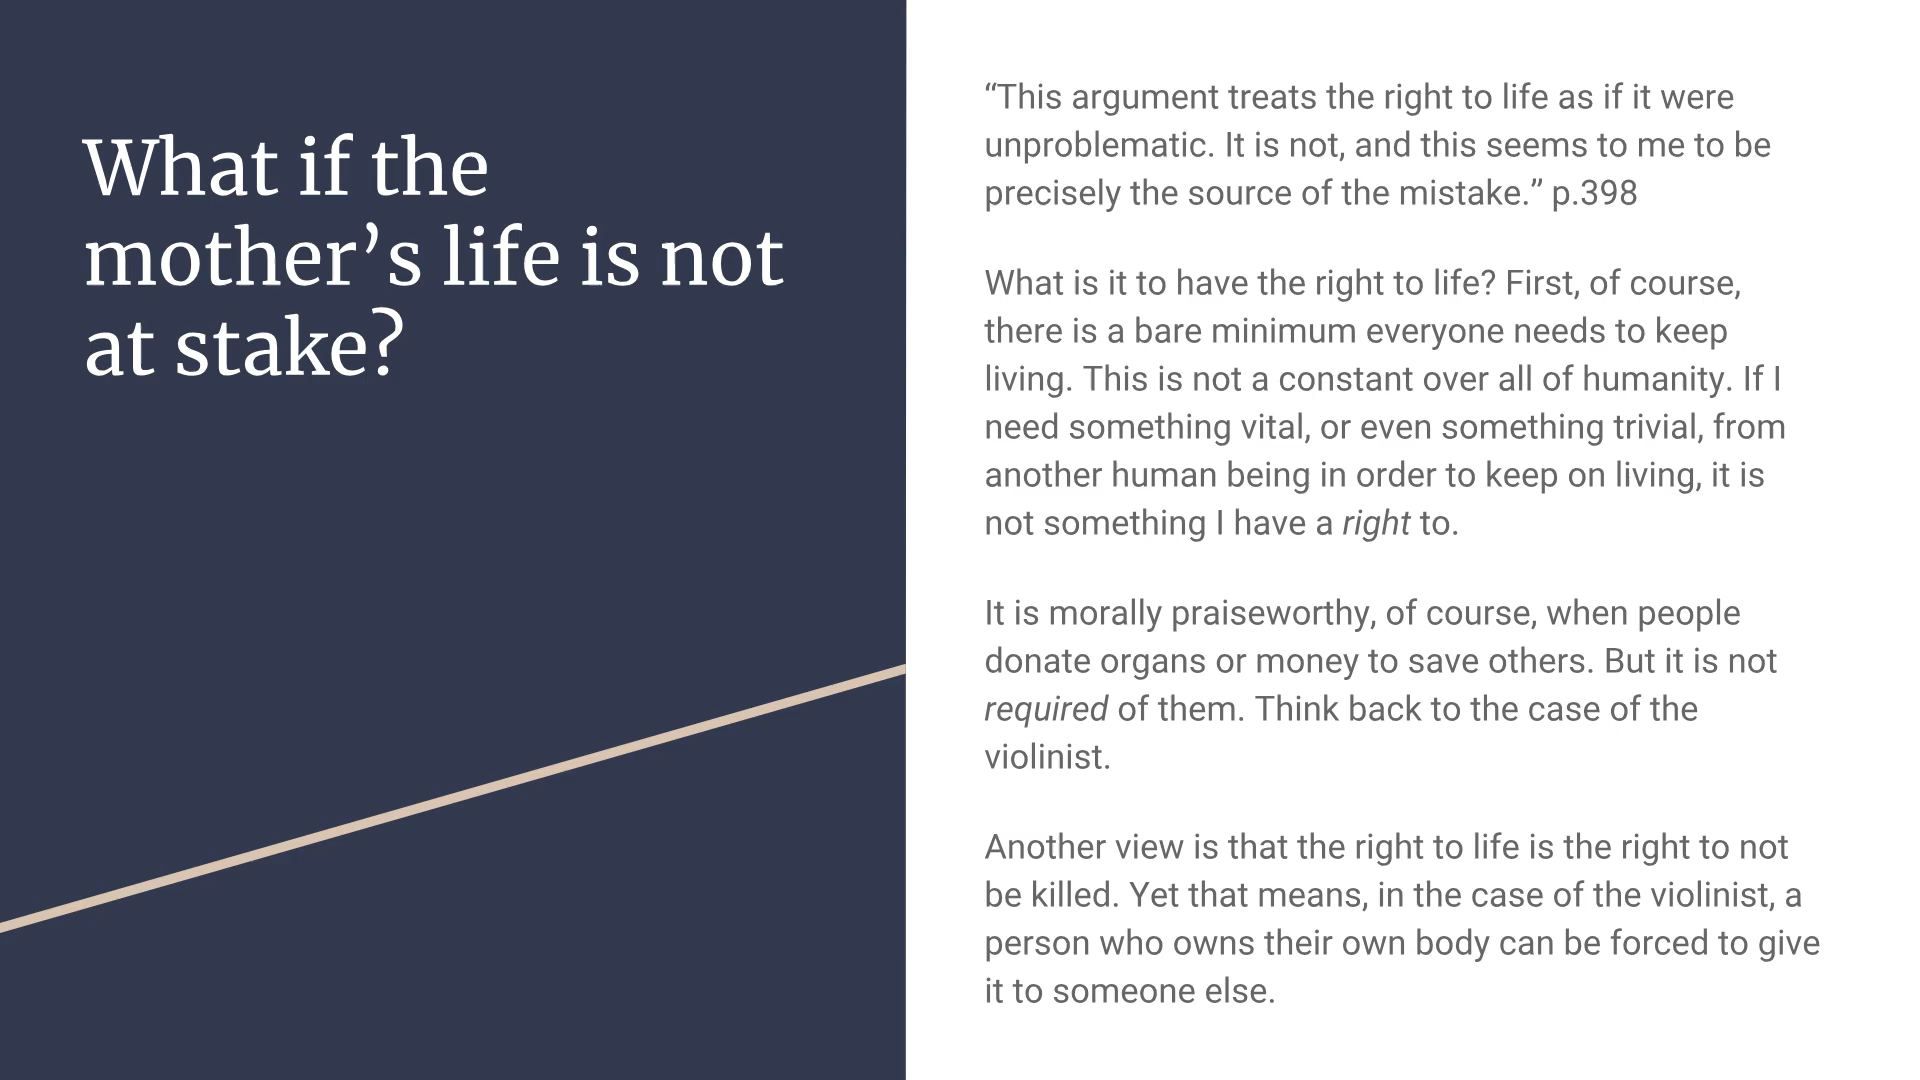 What if the
mother’s life is not
at stake?
“This argument treats the right to life as if it were
unproblematic. It is not, and this seems to me to be
precisely the source of the mistake.” p.398
What is it to have the right to life? First, of course,
there is a bare minimum everyone needs to keep
living. This is not a constant over all of humanity. If I
need something vital, or even something trivial, from
another human being in order to keep on living, it is
not something I have a right to.
It is morally praiseworthy, of course, when people
donate organs or money to save others. But it is not
required of them. Think back to the case of the
violinist.
Another view is that the right to life is the right to not
be killed. Yet that means, in the case of the violinist, a
person who owns their own body can be forced to give
it to someone else.